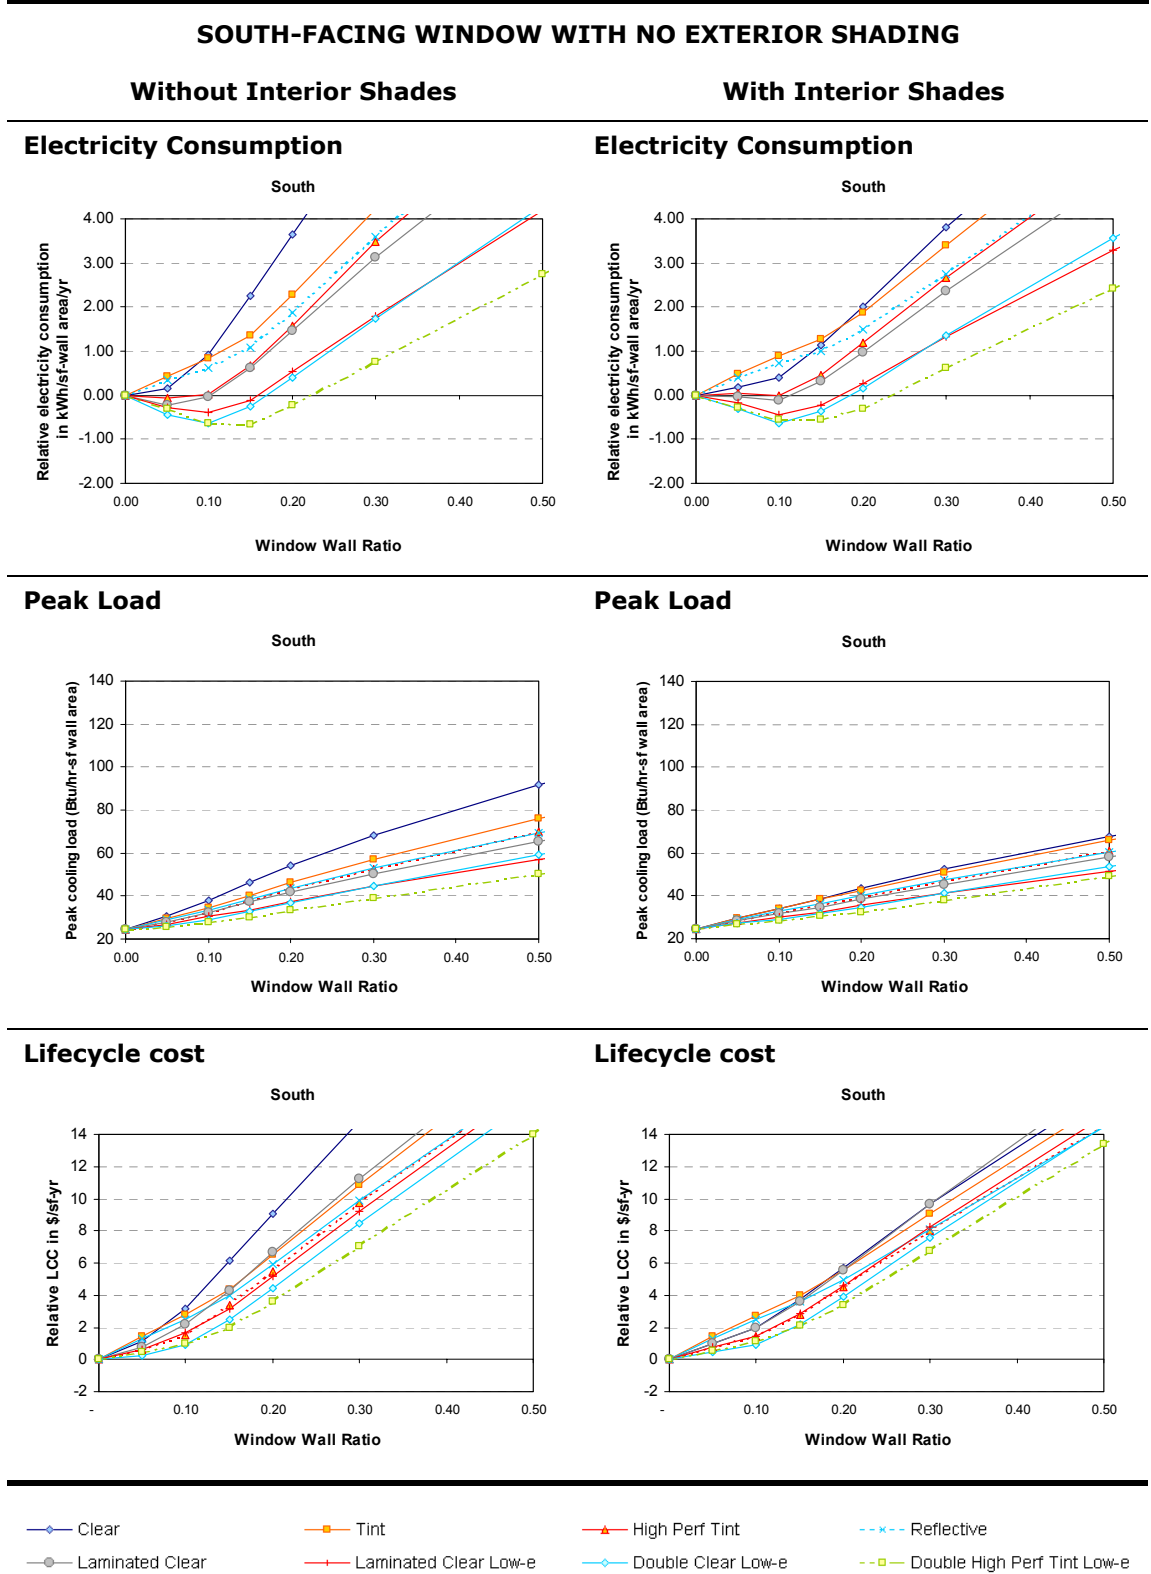 SOUTH-FACING WINDOW WITH NO EXTERIOR SHADING
Without Interior Shades
With Interior Shades
Electricity Consumption
Electricity Consumption
South
Relative electricity consumption
in kWh/sf-wall area/yr
4.00
3.00
2.00
1.00
0.00
-1.00
-2.00
0.00 0.10 0.20 0.30 0.40 0.50
Window Wall Ratio
South
Relative electricity consumption
in kWh/sf-wall area/yr
4.00
3.00
2.00
1.00
0.00
-1.00
-2.00
0.00 0.10 0.20 0.30 0.40 0.50
Window Wall Ratio
Peak Load
Peak Load
South
Peak cooling load (Btu/hr-sf wall area)
140
120
100
80
60
40
20
0.00 0.10 0.20 0.30 0.40 0.50
Window Wall Ratio
South
Peak cooling load (Btu/hr-sf wall area)
140
120
100
80
60
40
20
0.00 0.10 0.20 0.30 0.40 0.50
Window Wall Ratio
Lifecycle cost
Lifecycle cost
South
Relative LCC in $/sf-yr
14
12
10
8
6
4
2
0
-2
- 0.10 0.20 0.30 0.40 0.50
Window Wall Ratio
South
Relative LCC in $/sf-yr
14
12
10
8
6
4
2
0
-2
- 0.10 0.20 0.30 0.40 0.50
Window Wall Ratio
Clear Tint High Perf Tint Reflective
Laminated Clear Laminated Clear Low-e Double Clear Low-e Double High Perf Tint Low-e